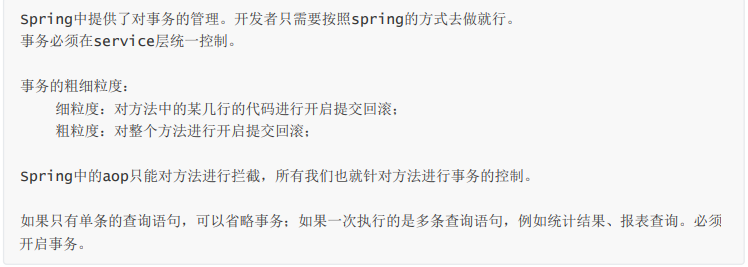 Spring中提供了对事务的管理。开发者只需要按照spring的方式去做就行。
事务必须在service层统一控制。
事务的粗细粒度：
细粒度：对方法中的某几行的代码进行开启提交回滚；
粗粒度：对整个方法进行开启提交回滚；
Spring中的aop只能对方法进行拦截，所有我们也就针对方法进行事务的控制。
如果只有单条的查询语句，可以省略事务；如果一次执行的是多条查询语句，例如统计结果、报表查询。必须
开启事务。